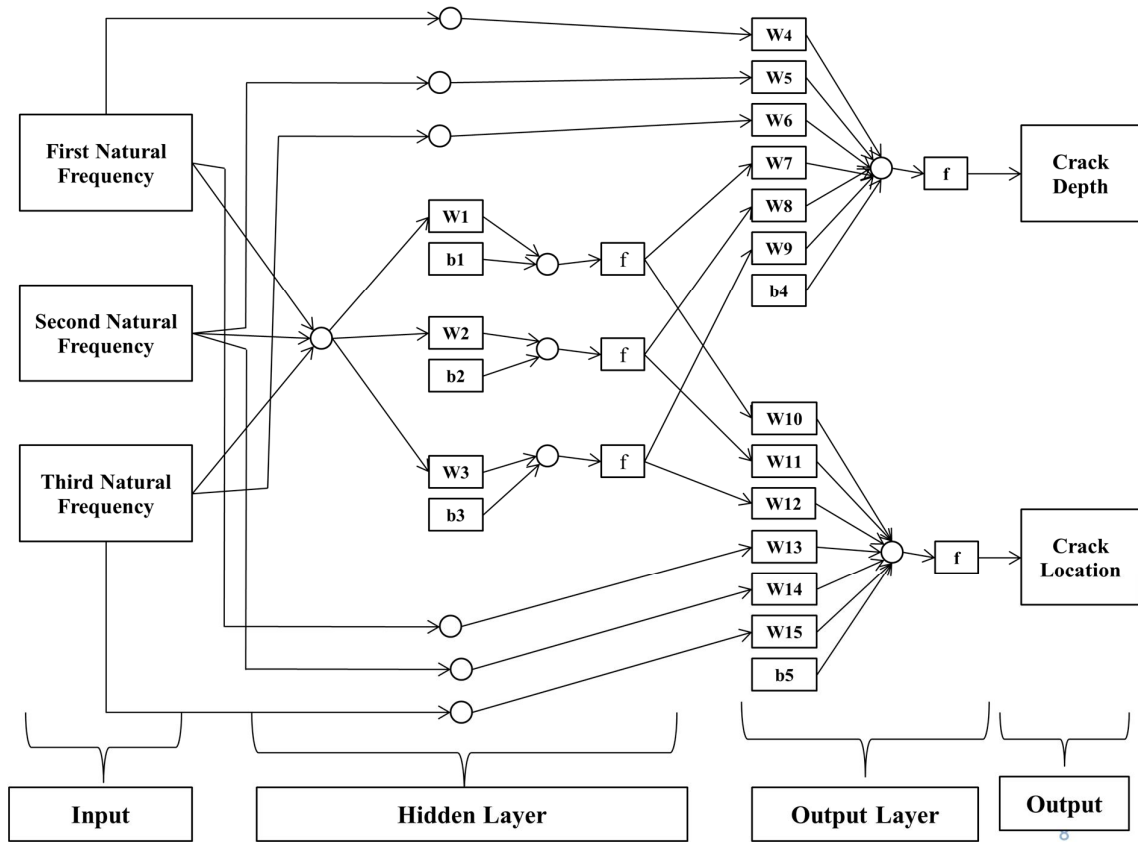 First Natural
Frequency
Second Natural
Frequency
Third Natural
Frequency
W1
b1
f
W2
b2
f
W3
b3
f
W4
W5
W6
W7
W8
W9
b4
f
Crack
Depth
W10
W11
W12
W13
W14
W15
b5
f
Crack
Location
Input
Hidden Layer
Output Layer
Output
8